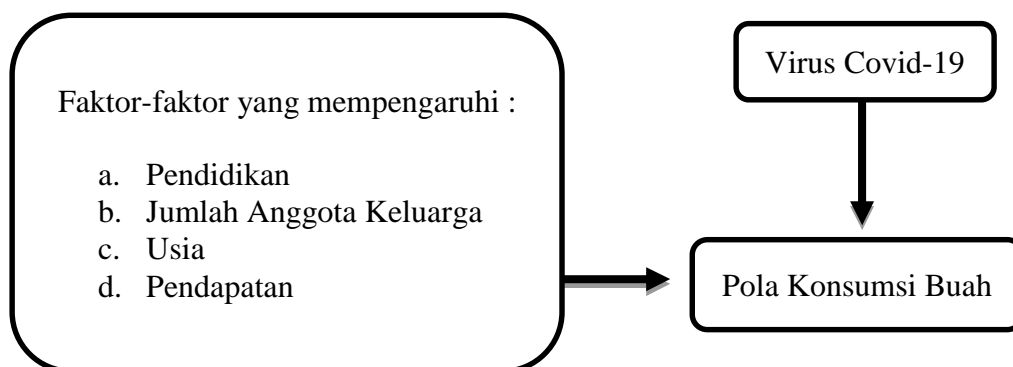 Faktor-faktor yang mempengaruhi :
a. Pendidikan
b. Jumlah Anggota Keluarga
c. Usia
d. Pendapatan
Virus Covid-19
Pola Konsumsi Buah